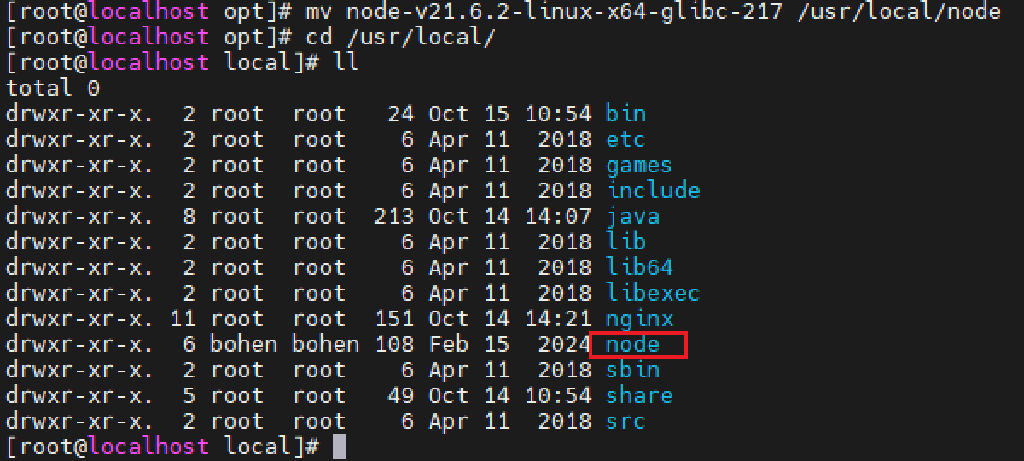 [root@localhost opt]# mv node-v21.6.2-linux-x64-glibc-217 /usr/local/node
[root@localhost opt]# cd /usr/local/
[root@localhost local]# ll
total 0
drwxr-xr-x.  2 root  root   24 Oct 15 10:54 bin
drwxr-xr-x.  2 root  root    6 Apr 11  2018 etc
drwxr-xr-x.  2 root  root    6 Apr 11  2018 games
drwxr-xr-x.  2 root  root    6 Apr 11  2018 include
drwxr-xr-x.  8 root  root  213 Oct 14 14:07 java
drwxr-xr-x.  2 root  root    6 Apr 11  2018 lib
drwxr-xr-x.  2 root  root    6 Apr 11  2018 lib64
drwxr-xr-x.  2 root  root    6 Apr 11  2018 libexec
drwxr-xr-x. 11 root  root  151 Oct 14 14:21 nginx
drwxr-xr-x.  6 bohen bohen 108 Feb 15  2024 node
drwxr-xr-x.  2 root  root    6 Apr 11  2018 sbin
drwxr-xr-x.  5 root  root   49 Oct 14 10:54 share
drwxr-xr-x.  2 root  root    6 Apr 11  2018 src
[root@localhost local]#